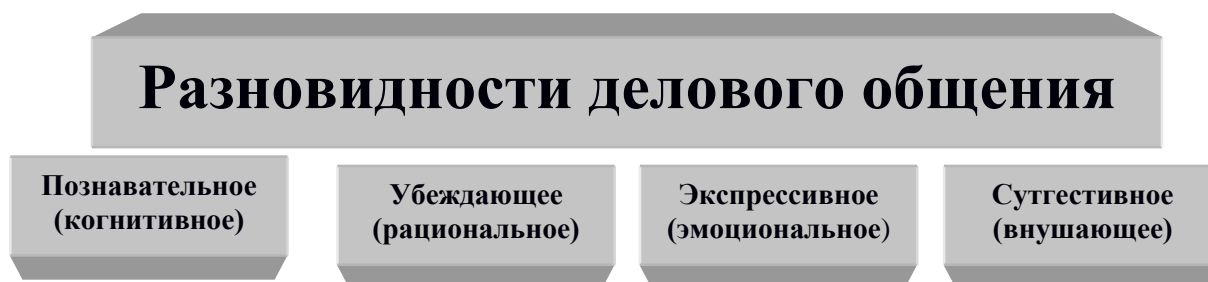 Разновидности делового общения
Познавательное
(когнитивное)
Убеждающее
(рациональное)
Экспрессивное
(эмоциональное)
Сутгестивное
(внушающее)